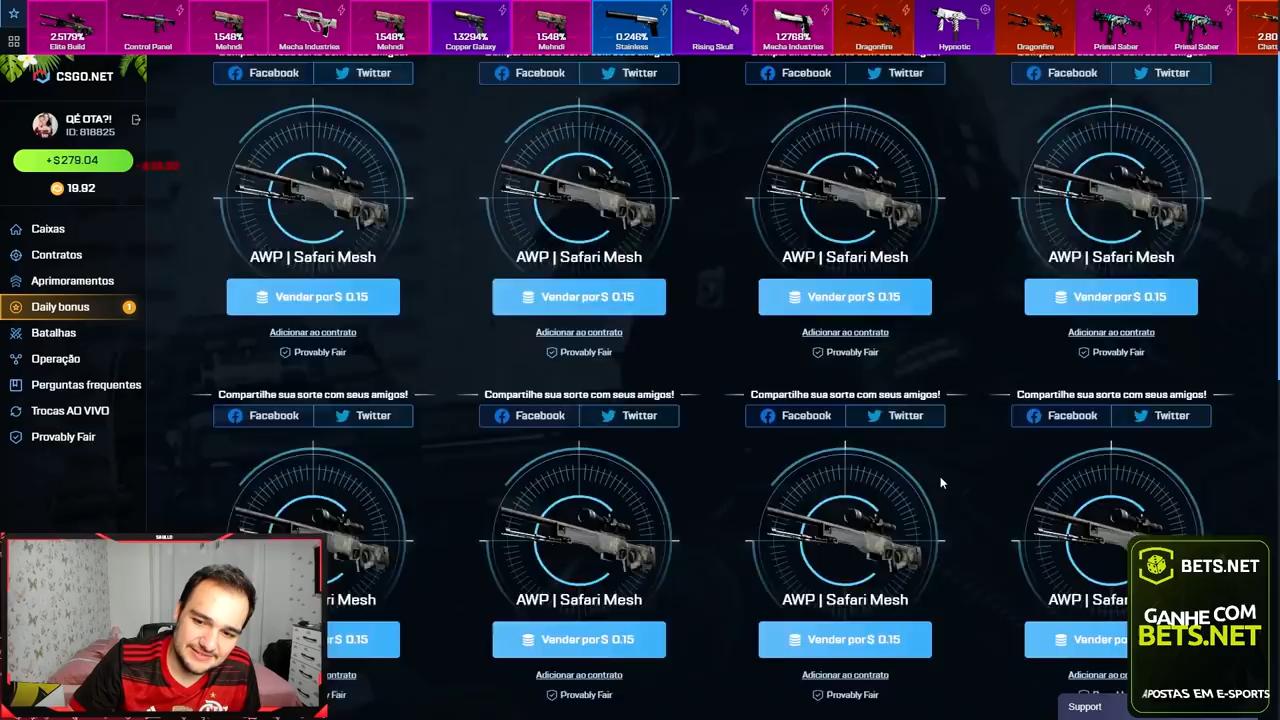 2.5179%
Elite Build
Control Panel
1.548%
Mehndi
Mecha Industries
1.548%
Mehndi
1.3294%
Copper Galaxy
1.548%
Mehndi
0.246%
Stainless
Rising Skull
1.2768%
Mecha Industries
Dragonfire
Hypnotic
Dragonfire
Primal Saber
Primal Saber
2.80
CSGO.NET
QÉ OTA?!
ID: 818825
+$279.04
19.92
Caixas
Contratos
Aprimoramentos
Daily bonus 1
Batalhas
Operação
Perguntas frequentes
Trocas AO VIVO
Provably Fair
Facebook Twitter Facebook Twitter Facebook Twitter Facebook Twitter
AWP | Safari Mesh AWP | Safari Mesh AWP | Safari Mesh AWP | Safari Mesh
Vender por $ 0.15 Vender por $ 0.15 Vender por $ 0.15 Vender por $ 0.15
Adicionar ao contrato Adicionar ao contrato Adicionar ao contrato Adicionar ao contrato
Provably Fair Provably Fair Provably Fair Provably Fair
Compartilhe sua sorte com seus amigos! Compartilhe sua sorte com seus amigos! Compartilhe sua sorte com seus amigos! Compartilhe sua sorte com seus amigos!
Facebook Twitter Facebook Twitter Facebook Twitter Facebook Twitter
Mesh AWP | Safari Mesh AWP | Safari Mesh AWP
$ 0.15 Vender por $ 0.15 Vender por $ 0.15 Vender por
contrato Adicionar ao contrato Adicionar ao contrato
Fair Provably Fair Provably Fair
SAULLO
BETS.NET
GANHE COM
BETS.NET
APOSTAS EM E-SPORTS
Support